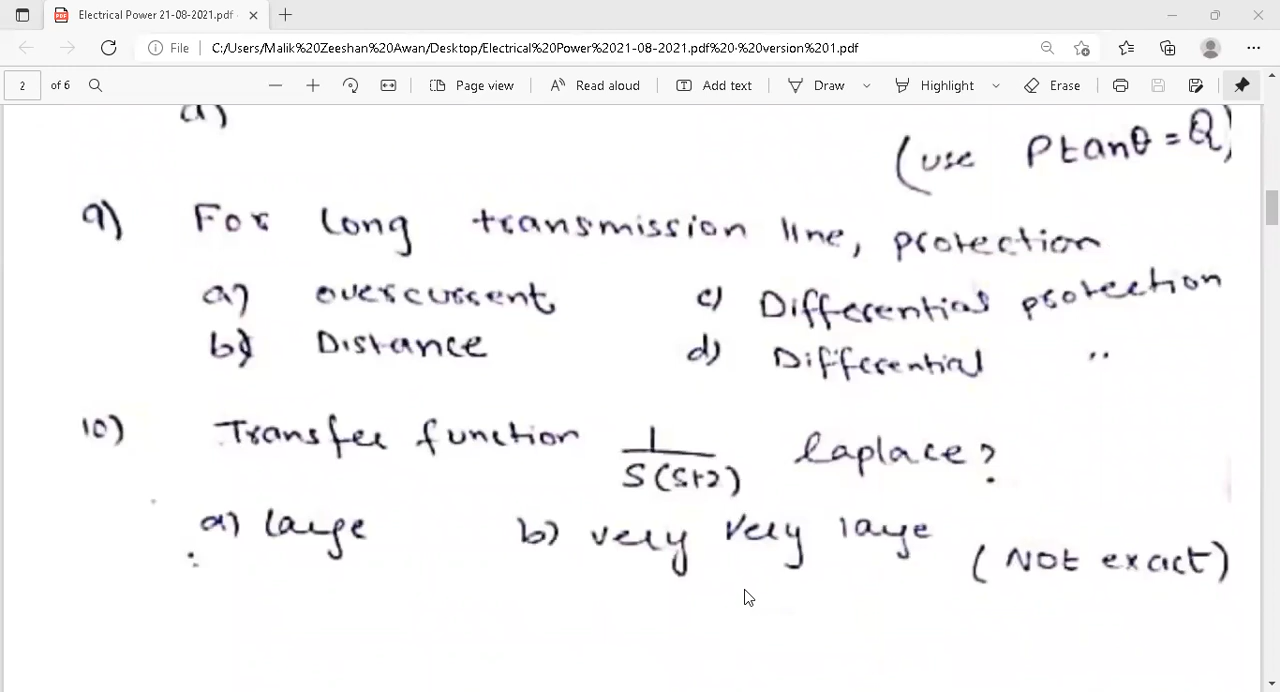 Electrical Power 21-08-2021.pdf
File C:/Users/Malik%20Zeeshan%20Awan/Desktop/Electrical%20Power%2021-08-2021.pdf%20-%20version%201.pdf
2 of 6 Page view Read aloud Add text Draw Highlight Erase
a)
(use Ptanθ = Q)
9) For long transmission line, protection
a) overcurrent c) Differential protection
b) Distance d) Differential "
10) Transfer function 1/S(S+2) laplace?
a) large b) very very large (Not exact)